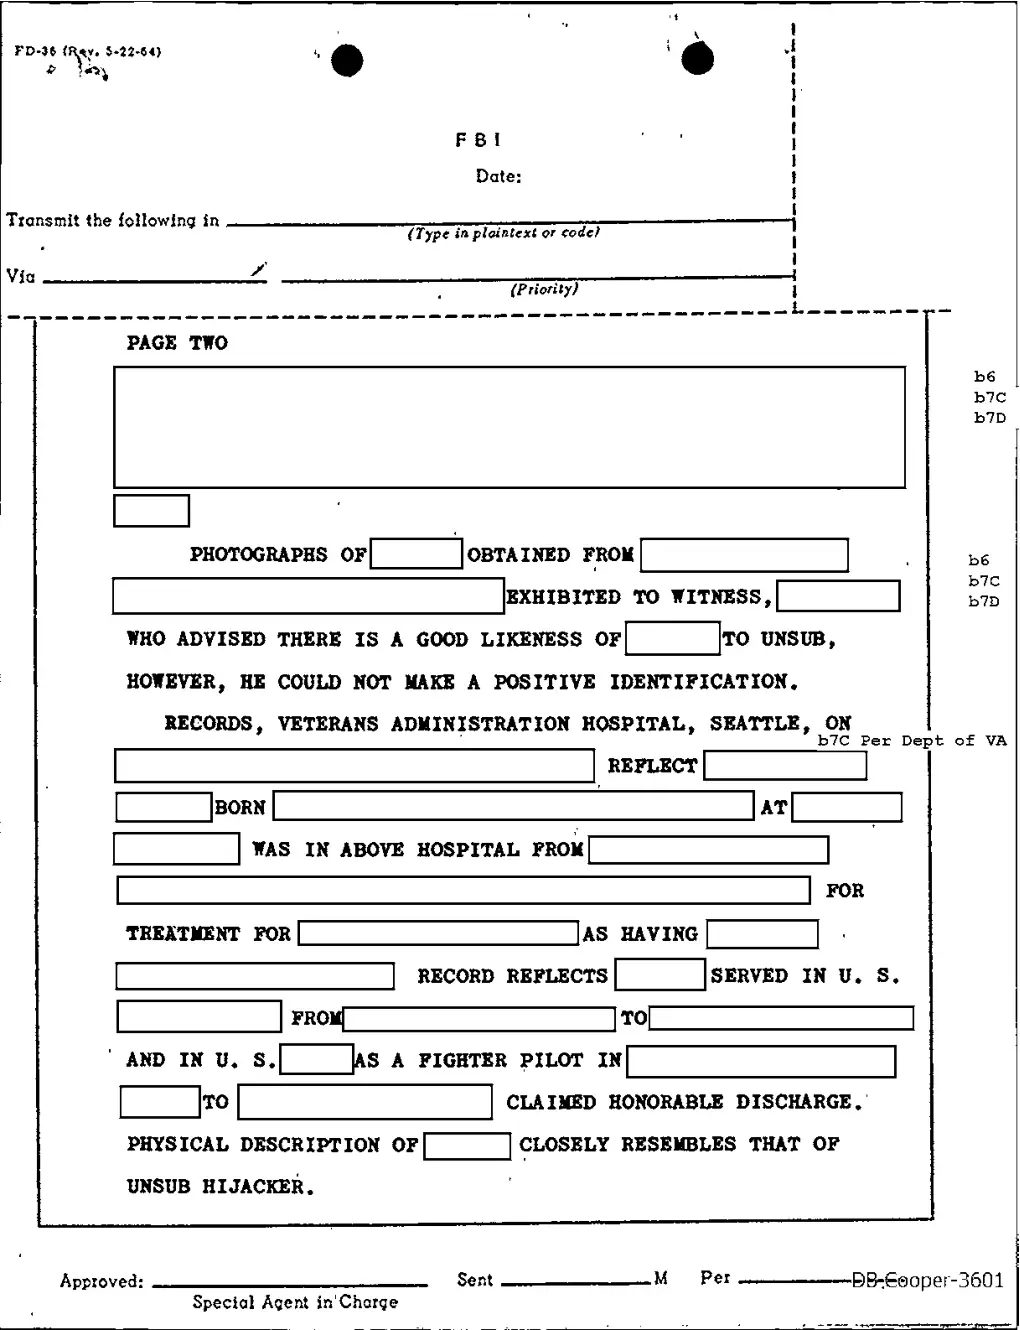 FD-36 (Rev. 5-22-64)
F B I
Date:
Transmit the following in
(Type in plaintext or code)
Via
(Priority)
PAGE TWO
b6
b7C
b7D
PHOTOGRAPHS OF OBTAINED FROM
b6
EXHIBITED TO WITNESS,
b7C
b7D
WHO ADVISED THERE IS A GOOD LIKENESS OF TO UNSUB,
HOWEVER, HE COULD NOT MAKE A POSITIVE IDENTIFICATION.
RECORDS, VETERANS ADMINISTRATION HOSPITAL, SEATTLE, ON
b7C Per Dept of VA
REFLECT
BORN AT
WAS IN ABOVE HOSPITAL FROM
FOR
TREATMENT FOR AS HAVING
RECORD REFLECTS SERVED IN U. S.
FROM TO
AND IN U. S. AS A FIGHTER PILOT IN
TO CLAIMED HONORABLE DISCHARGE.
PHYSICAL DESCRIPTION OF CLOSELY RESEMBLES THAT OF
UNSUB HIJACKER.
Approved: Sent M Per
Special Agent in Charge
DB-Cooper-3601